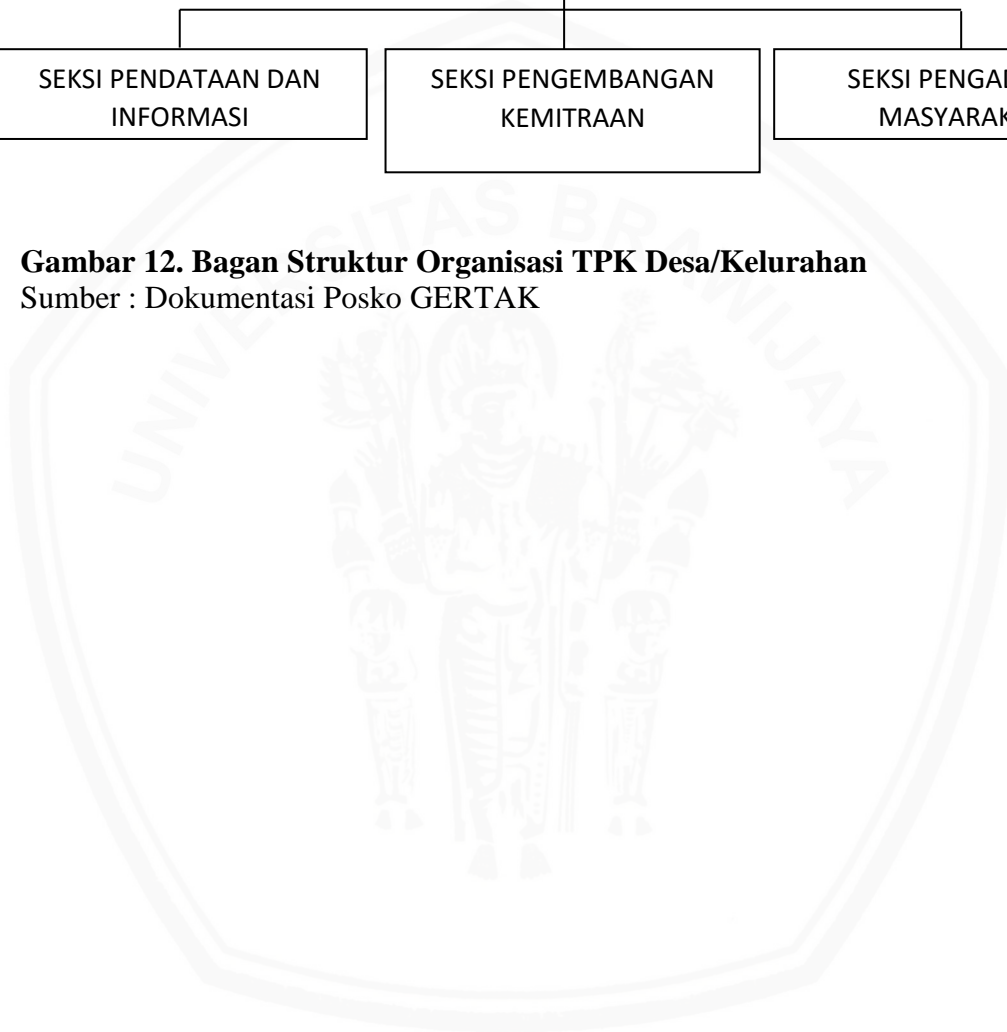 SEKSI PENDATAAN DAN
INFORMASI
SEKSI PENGEMBANGAN
KEMITRAAN
SEKSI
Gambar 12. Bagan Struktur Organisasi TPK Desa/Kelurahan
Sumber : Dokumentasi Posko GERTAK
UNIVERSITAS BRAWIJAYA